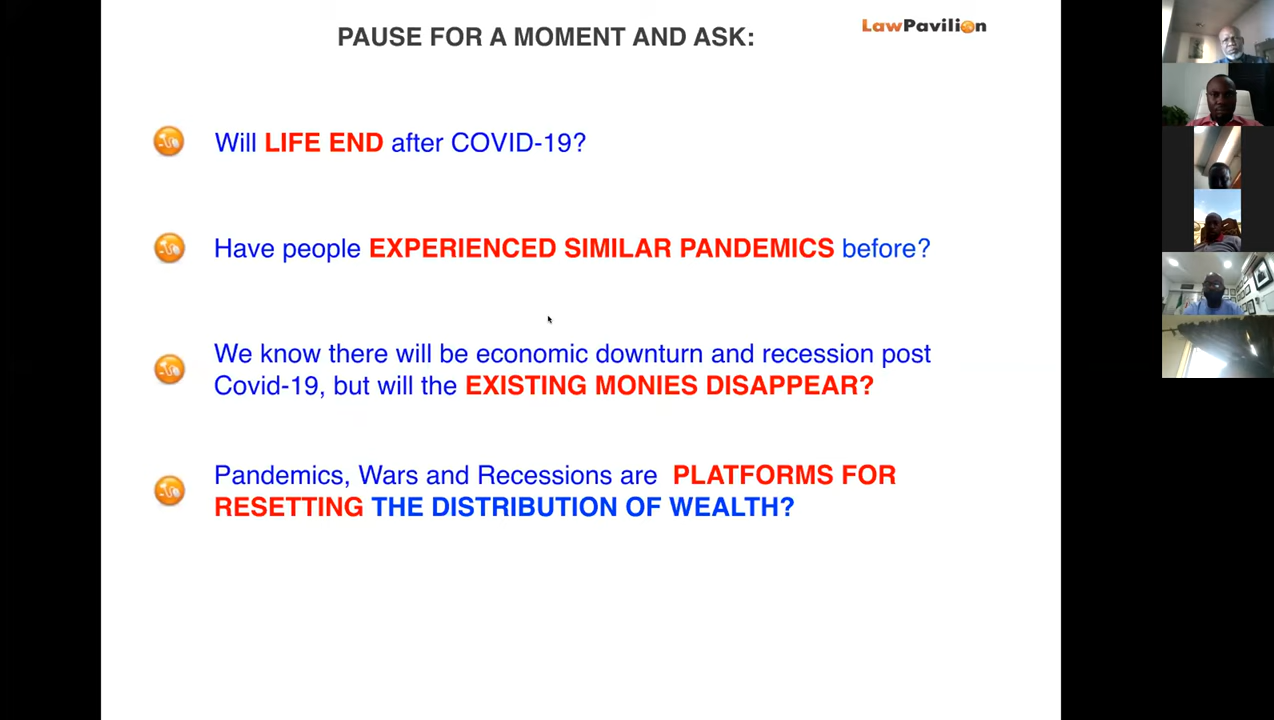 PAUSE FOR A MOMENT AND ASK:
LawPavilion
Will LIFE END after COVID-19?
Have people EXPERIENCED SIMILAR PANDEMICS before?
We know there will be economic downturn and recession post
Covid-19, but will the EXISTING MONIES DISAPPEAR?
Pandemics, Wars and Recessions are PLATFORMS FOR
RESETTING THE DISTRIBUTION OF WEALTH?